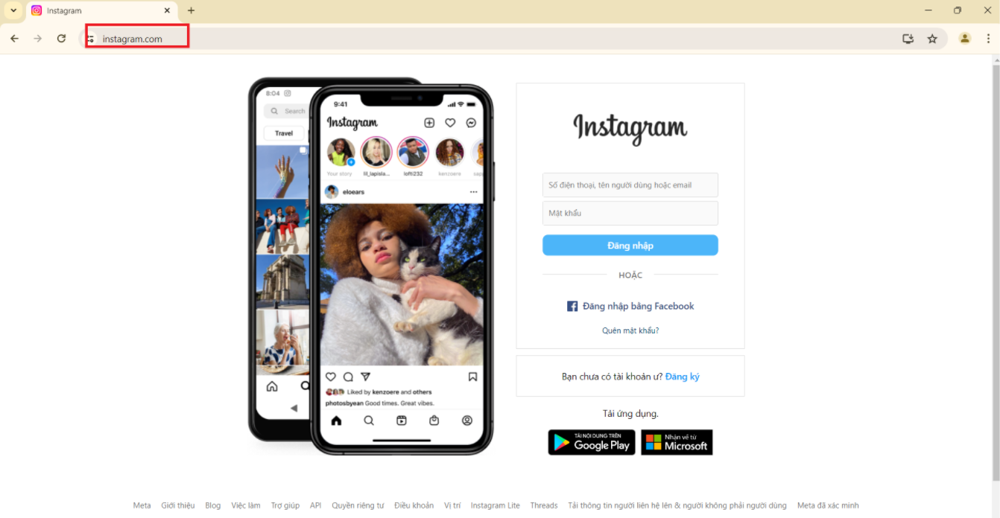 Instagram
instagram.com
8:04
Search
Travel
9:41
Instagram
Your story lil_lapisla... lofti232 kenzoere sap
eloears
Liked by kenzoere and others
photosbyean Good times. Great vibes.
Instagram
Số điện thoại, tên người dùng hoặc email
Mật khẩu
Đăng nhập
HOẶC
Đăng nhập bằng Facebook
Quên mật khẩu?
Bạn chưa có tài khoản ư? Đăng ký
Tải ứng dụng.
TẢI NỘI DUNG TRÊN
Google Play
Nhận về từ
Microsoft
Meta Giới thiệu Blog Việc làm Trợ giúp API Quyền riêng tư Điều khoản Vị trí Instagram Lite Threads Tải thông tin người liên hệ lên & người không phải người dùng Meta đã xác minh